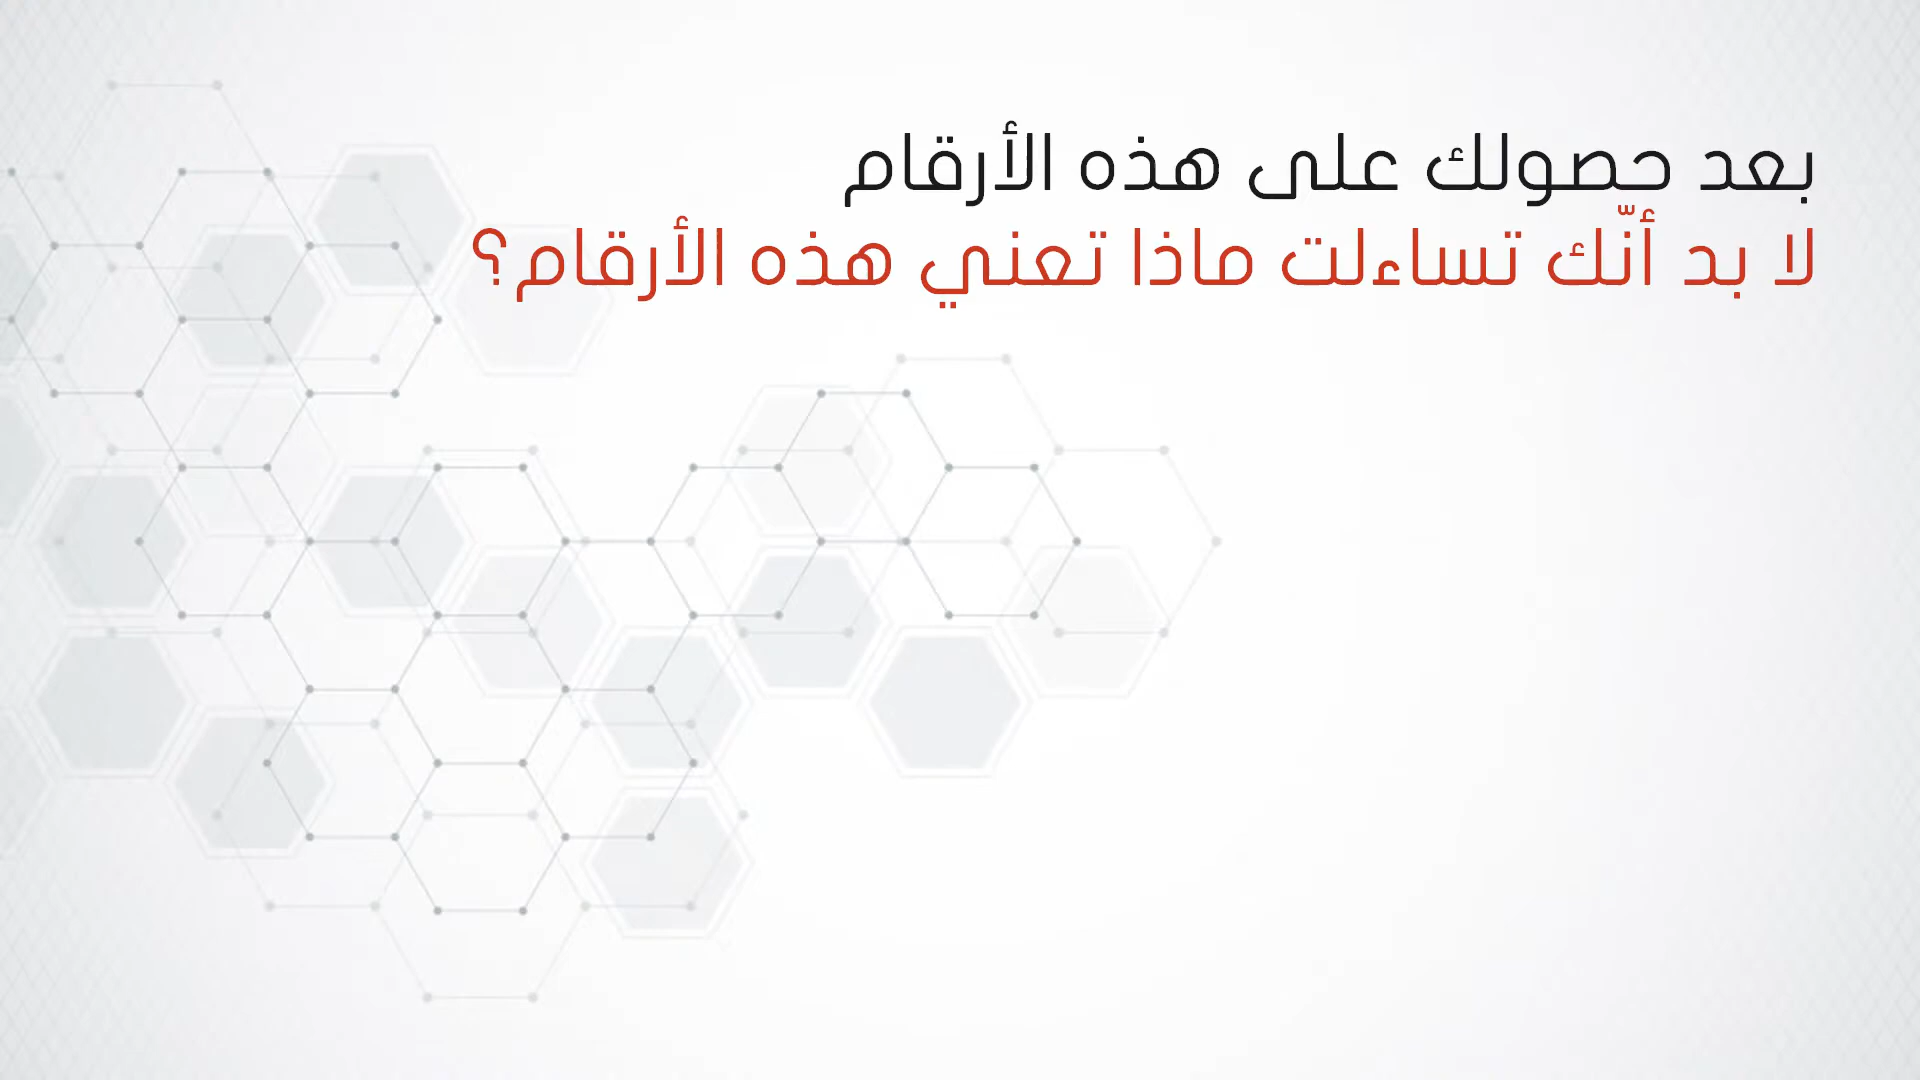 بعد حصولك على هذه الأرقام
لا بد أنّك تساءلت ماذا تعني هذه الأرقام؟